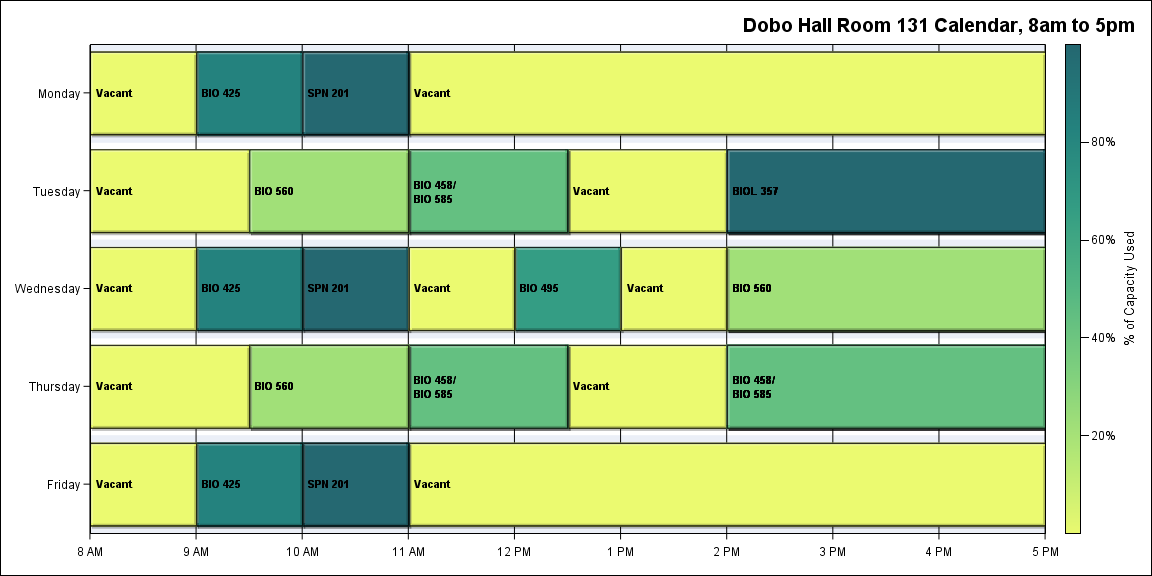 Dobo Hall Room 131 Calendar, 8am to 5pm
Monday
Vacant
BIO 425
SPN 201
Vacant
Tuesday
Vacant
BIO 560
BIO 458/
BIO 585
Vacant
BIOL 357
Wednesday
Vacant
BIO 425
SPN 201
Vacant
BIO 495
Vacant
BIO 560
Thursday
Vacant
BIO 560
BIO 458/
BIO 585
Vacant
BIO 458/
BIO 585
Friday
Vacant
BIO 425
SPN 201
Vacant
8 AM
9 AM
10 AM
11 AM
12 PM
1 PM
2 PM
3 PM
4 PM
5 PM
80%
60%
40%
20%
% of Capacity Used